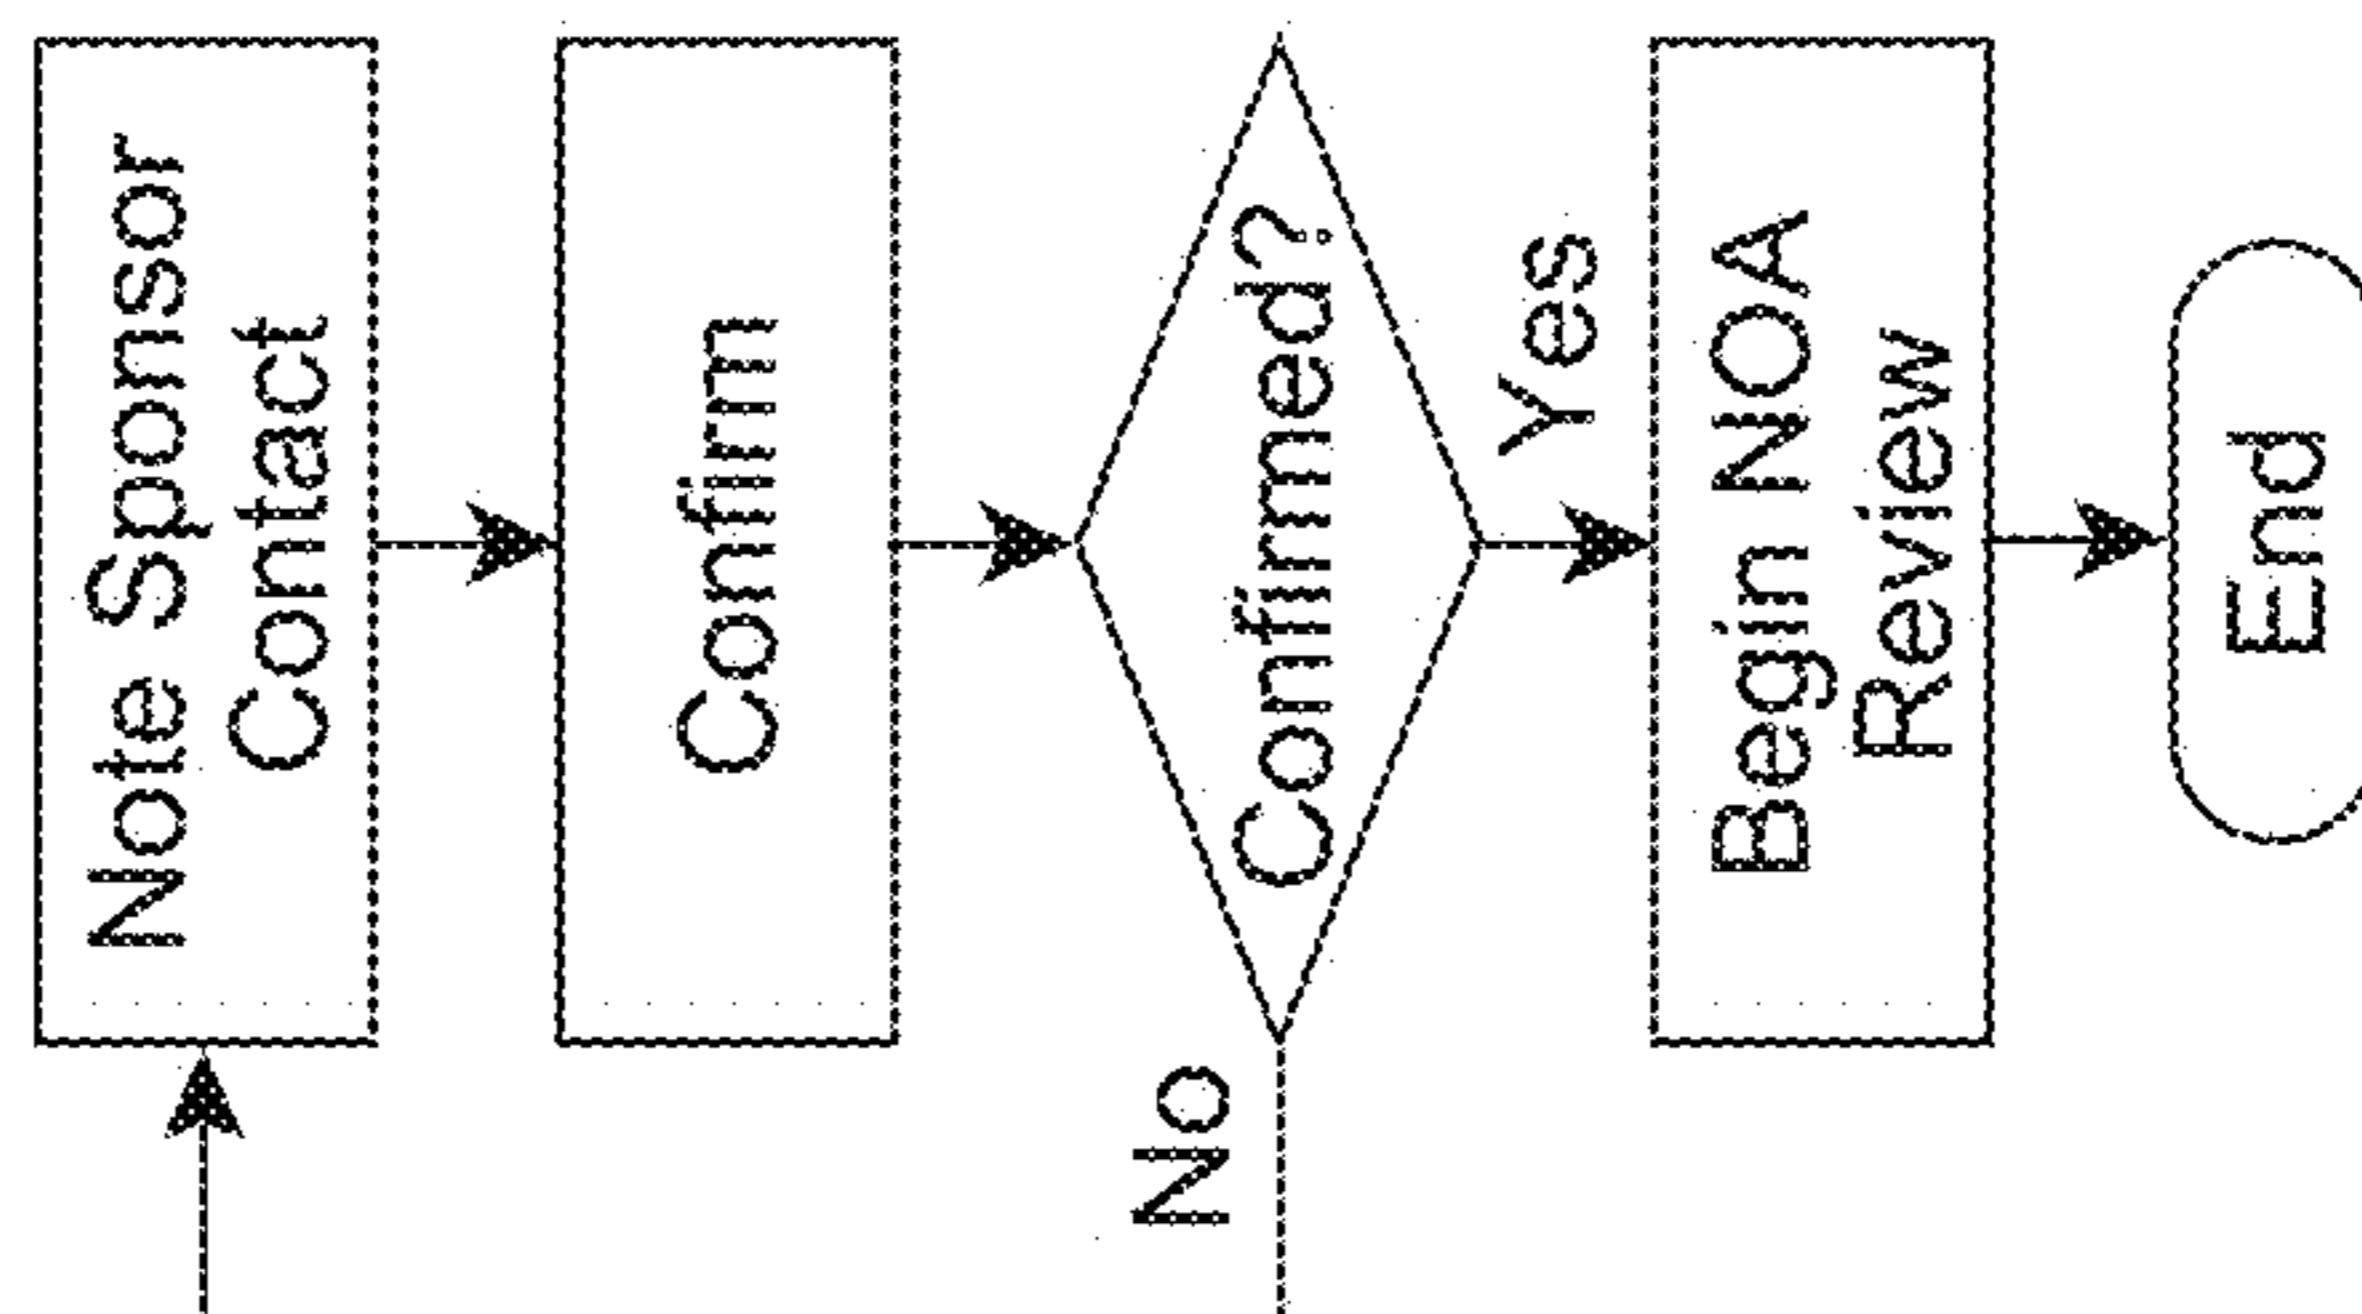 Note Sponsor
Contact
Confirm
Confirmed?
No
Yes
Begin NOA
Review
End